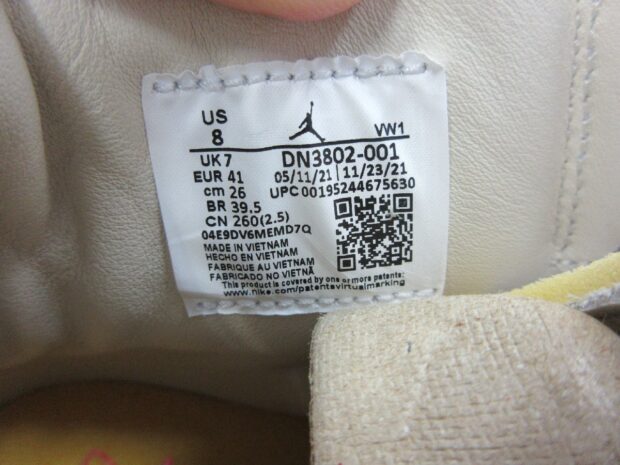 US
8
VW1
UK 7
DN3802-001
EUR 41
05/11/21 11/23/21
cm 26
UPC 00195244675630
BR 39.5
CN 260(2.5)
04E9DV6MEMD7Q
MADE IN VIETNAM
HECHO EN VIETNAM
FABRIQUE AU VIETNAM
FABRICADO NO VIETNÃ
This product is covered by one or more patents:
www.nike.com/patentsvirtualmarking